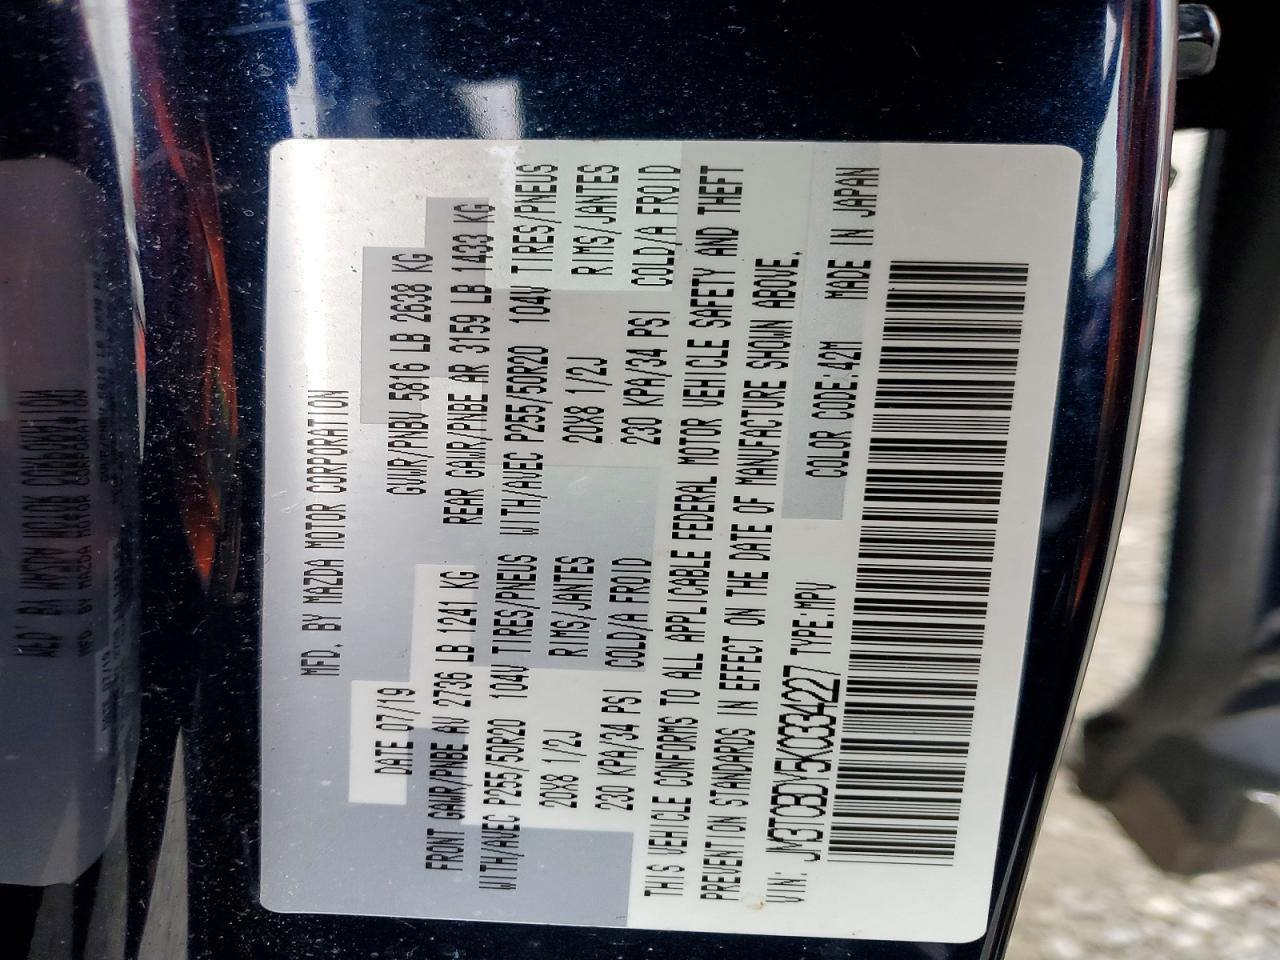 MFD. BY MAZDA MOTOR CORPORATION
DATE 07/19 GVWR/PNBV 5816 LB 2638 KG
FRONT GAWR/PNBE AV 2736 LB 1241 KG REAR GAWR/PNBE AR 3159 LB 1433 KG
WITH/AVEC P255/50R20 104V TIRES/PNEUS WITH/AVEC P255/50R20 104V TIRES/PNEUS
20X8 1/2J RIMS/JANTES 20X8 1/2J RIMS/JANTES
230 KPA/34 PSI COLD/A FROID 230 KPA/34 PSI COLD/A FROID
THIS VEHICLE CONFORMS TO ALL APPLICABLE FEDERAL MOTOR VEHICLE SAFETY AND THEFT
PREVENTION STANDARDS IN EFFECT ON THE DATE OF MANUFACTURE SHOWN ABOVE.
VIN: JM3TCBDY5K0334227 TYPE:MPV COLOR CODE:42M MADE IN JAPAN